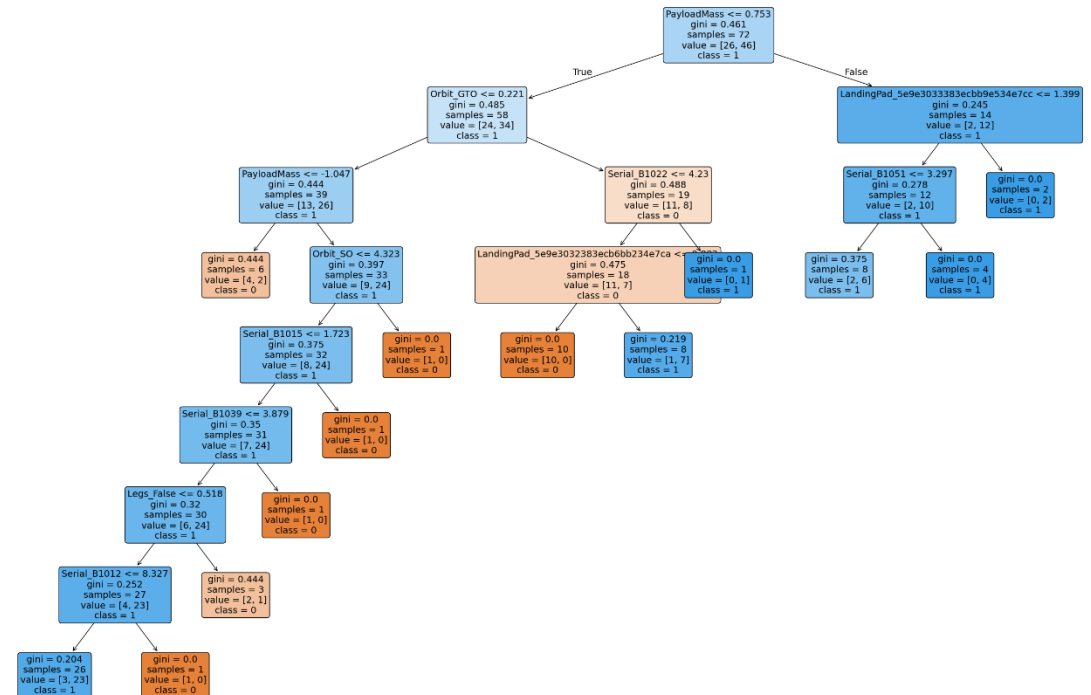 PayloadMass <= 0.753
gini = 0.461
samples = 72
value = [26, 46]
class = 1
True
False
Orbit_GTO <= 0.221
gini = 0.485
samples = 58
value = [24, 34]
class = 1
LandingPad_5e9e3033383ecbb9e534e7cc <= 1.399
gini = 0.245
samples = 14
value = [2, 12]
class = 1
PayloadMass <= -1.047
gini = 0.444
samples = 39
value = [13, 26]
class = 1
Serial_B1022 <= 4.23
gini = 0.488
samples = 19
value = [11, 8]
class = 0
Serial_B1051 <= 3.297
gini = 0.278
samples = 12
value = [2, 10]
class = 1
gini = 0.0
samples = 2
value = [0, 2]
class = 1
gini = 0.444
samples = 6
value = [4, 2]
class = 0
Orbit_SO <= 4.323
gini = 0.397
samples = 33
value = [9, 24]
class = 1
LandingPad_5e9e3032383ecb6bb234e7ca <=
gini = 0.475
samples = 18
value = [11, 7]
class = 0
gini = 0.0
samples = 1
value = [0, 1]
class = 1
gini = 0.375
samples = 8
value = [2, 6]
class = 1
gini = 0.0
samples = 4
value = [0, 4]
class = 1
Serial_B1015 <= 1.723
gini = 0.375
samples = 32
value = [8, 24]
class = 1
gini = 0.0
samples = 1
value = [1, 0]
class = 0
gini = 0.0
samples = 10
value = [10, 0]
class = 0
gini = 0.219
samples = 8
value = [1, 7]
class = 1
Serial_B1039 <= 3.879
gini = 0.35
samples = 31
value = [7, 24]
class = 1
gini = 0.0
samples = 1
value = [1, 0]
class = 0
Legs_False <= 0.518
gini = 0.32
samples = 30
value = [6, 24]
class = 1
gini = 0.0
samples = 1
value = [1, 0]
class = 0
Serial_B1012 <= 8.327
gini = 0.252
samples = 27
value = [4, 23]
class = 1
gini = 0.444
samples = 3
value = [2, 1]
class = 0
gini = 0.204
samples = 26
value = [3, 23]
class = 1
gini = 0.0
samples = 1
value = [1, 0]
class = 0